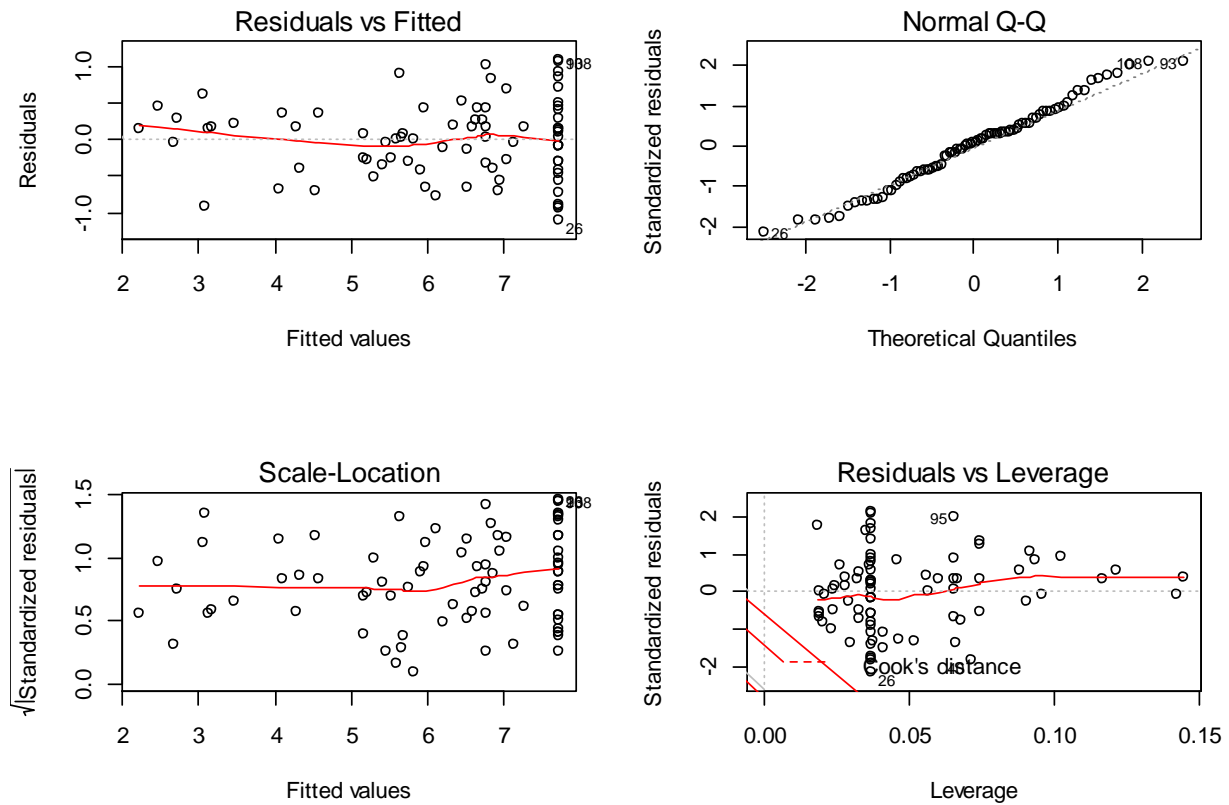 Residuals vs Fitted
Residuals
1.0
0.0
-1.0
2 3 4 5 6 7
Fitted values
26
Normal Q-Q
Standardized residuals
2
1
0
-1
-2
-2 -1 0 1 2
Theoretical Quantiles
108 93
26
Scale-Location
√|Standardized residuals|
1.5
1.0
0.5
0.0
2 3 4 5 6 7
Fitted values
Residuals vs Leverage
Standardized residuals
2
1
0
-2
0.00 0.05 0.10 0.15
Leverage
95
Cook's distance
26